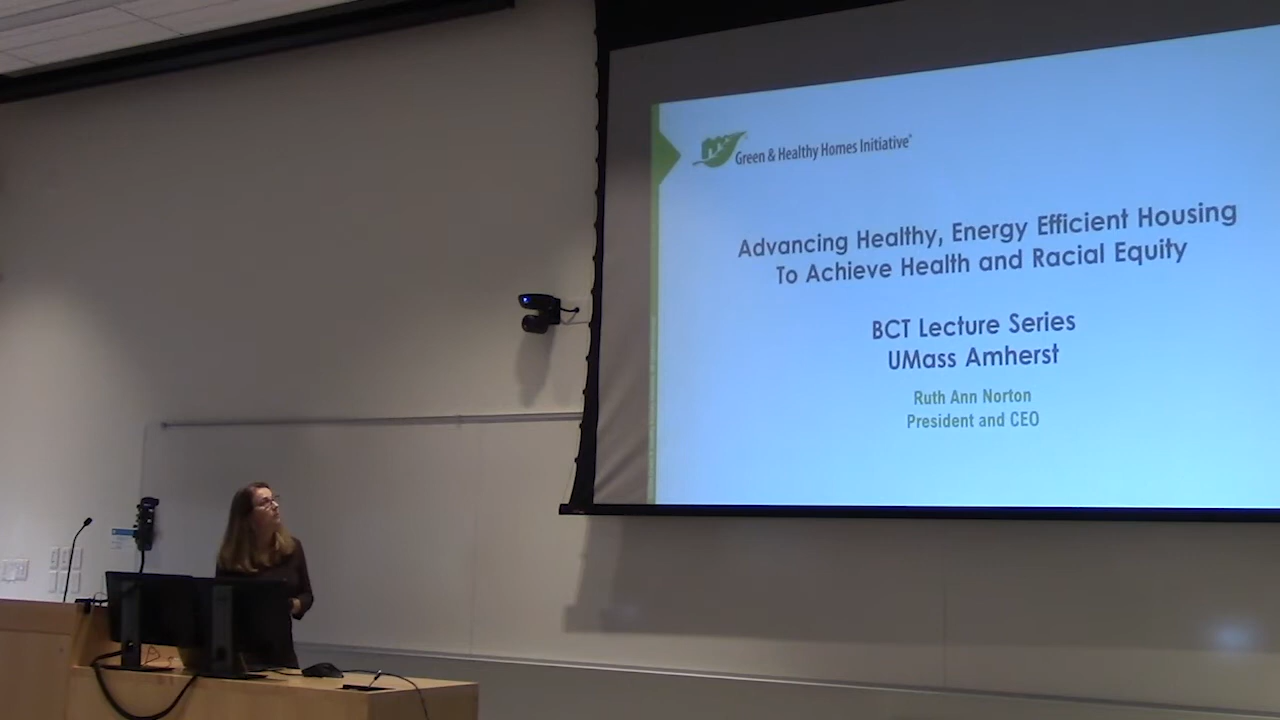 Green & Healthy Homes Initiative®
Advancing Healthy, Energy Efficient Housing
To Achieve Health and Racial Equity
BCT Lecture Series
UMass Amherst
Ruth Ann Norton
President and CEO